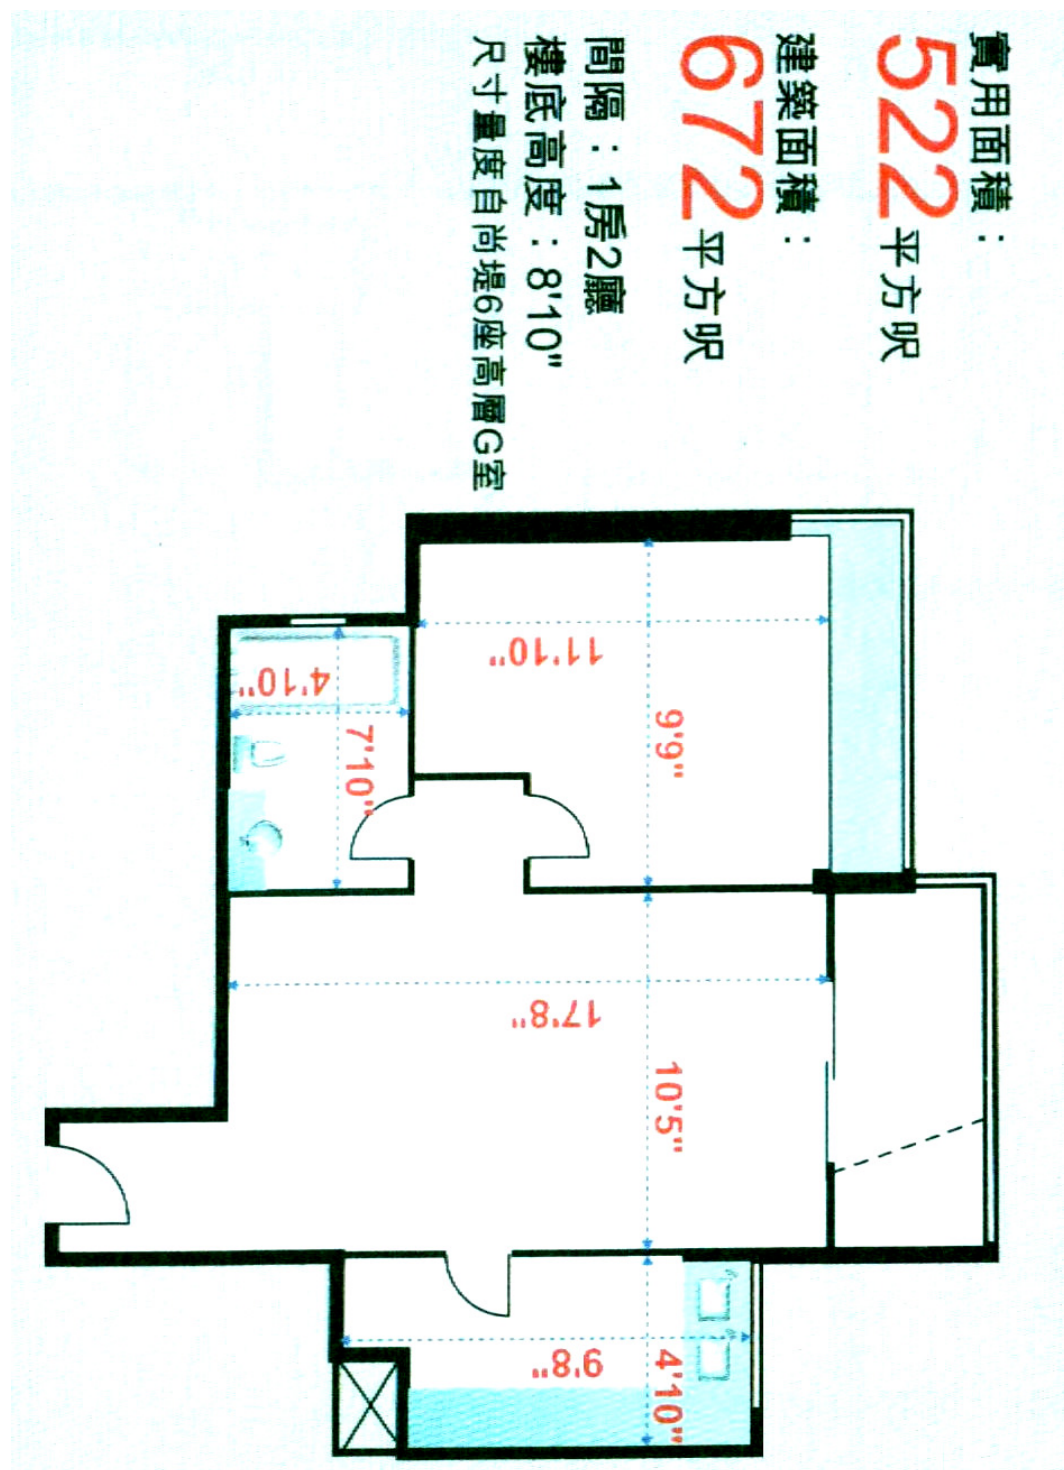 實用面積：
522平方呎
建築面積：
672平方呎
間隔：1房2廳
樓底高度：8'10"
尺寸量度自尚堤6座高層G室
11'10"
9'9"
4'10"
7'10"
17'8"
10'5"
9'8"
4'10"